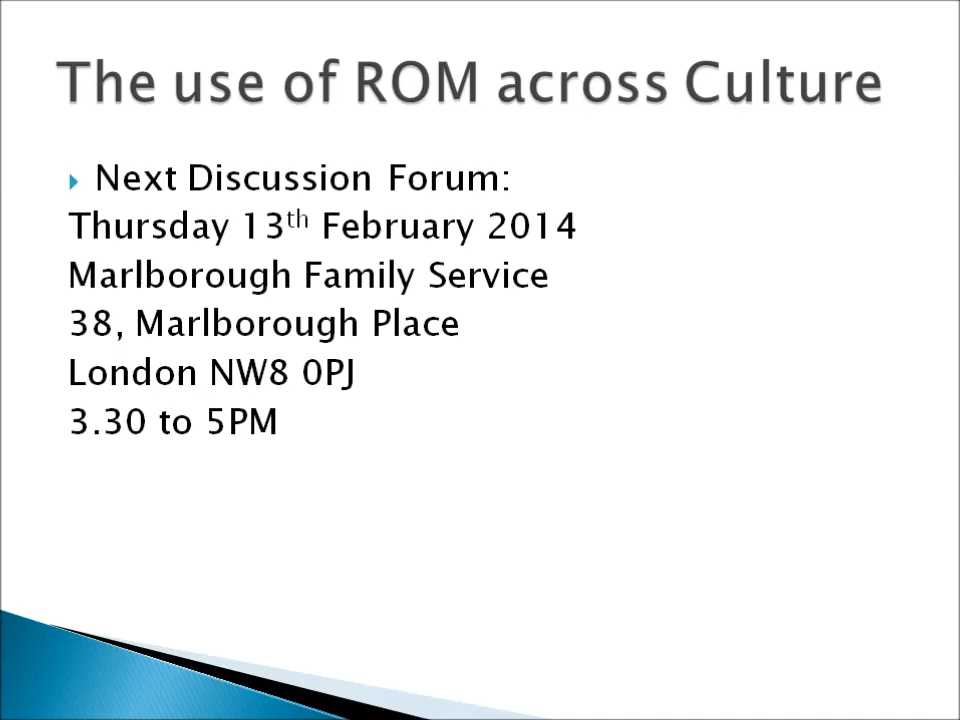 The use of ROM across Culture
Next Discussion Forum:
Thursday 13th February 2014
Marlborough Family Service
38, Marlborough Place
London NW8 0PJ
3.30 to 5PM